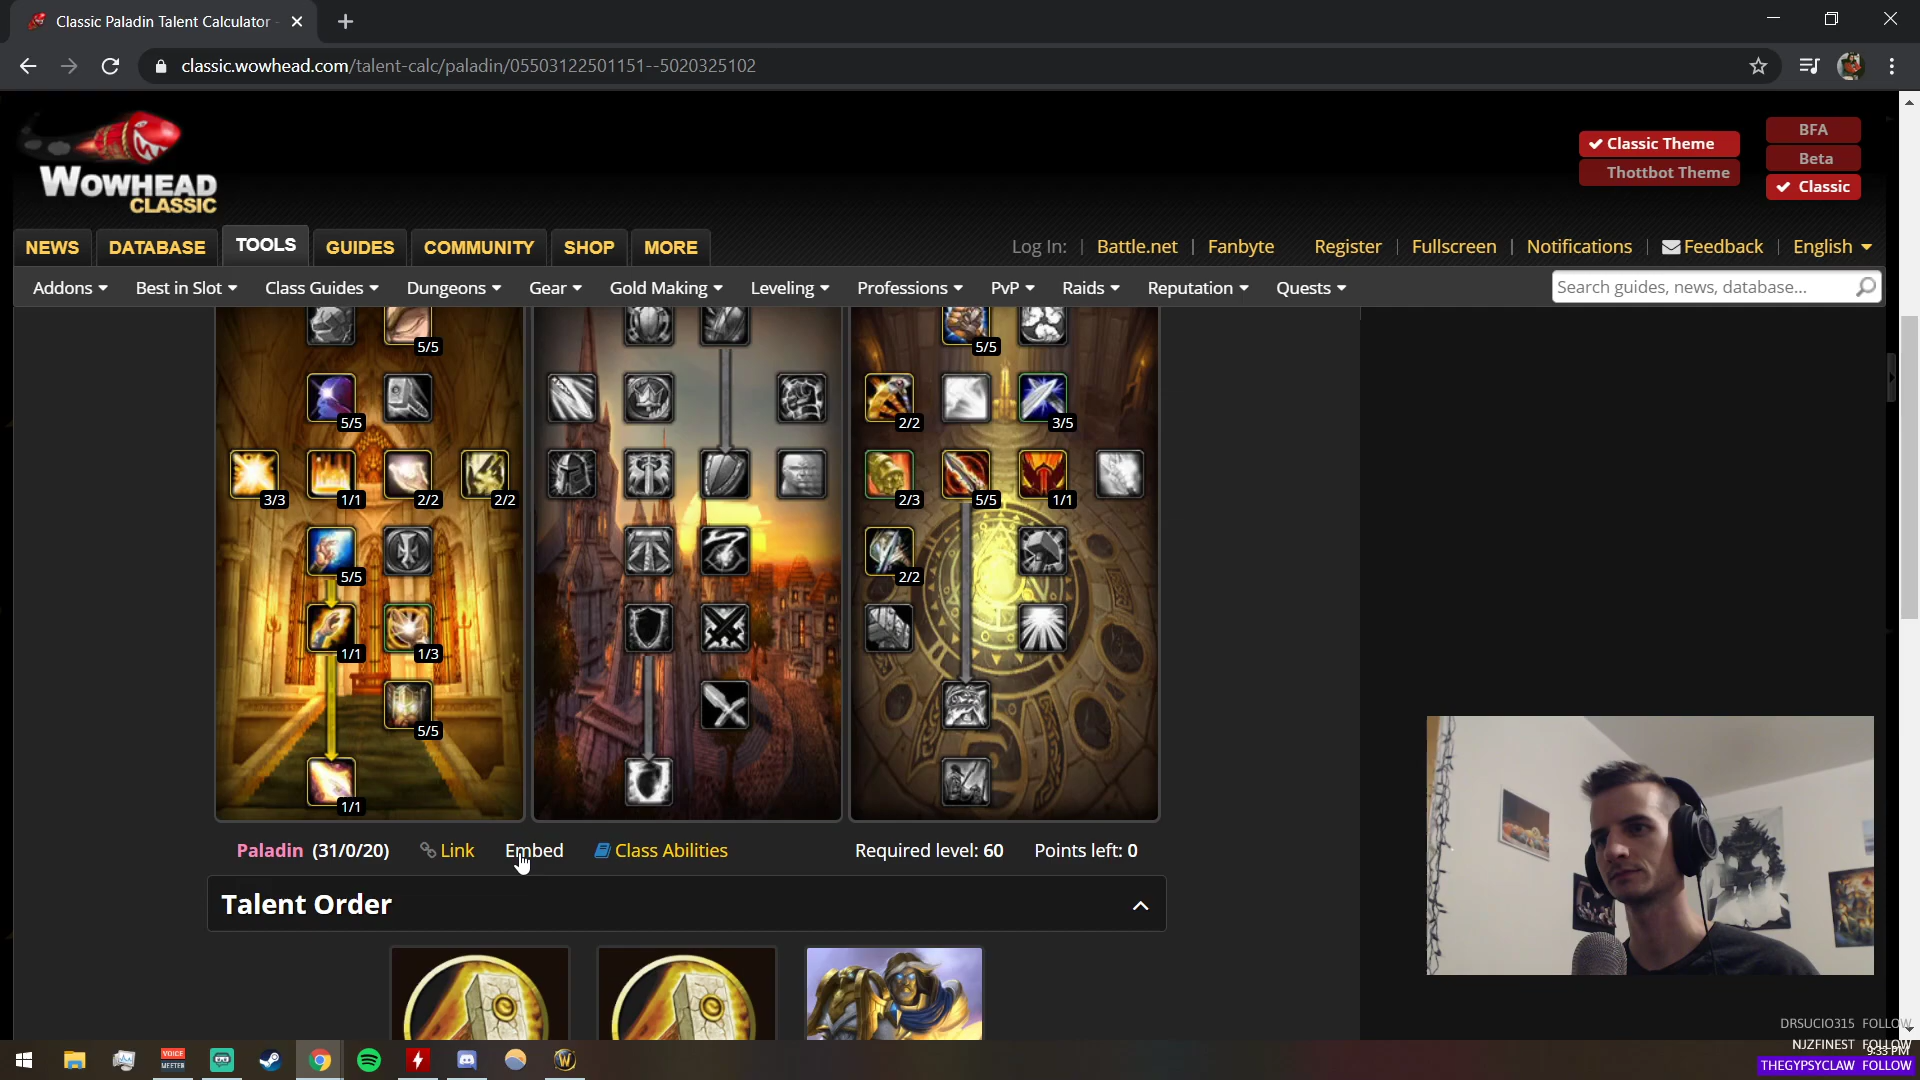 Classic Paladin Talent Calculator
classic.wowhead.com/talent-calc/paladin/05503122501151--5020325102
WOWHEAD
CLASSIC
Classic Theme
Thottbot Theme
BFA
Beta
Classic
NEWS DATABASE TOOLS GUIDES COMMUNITY SHOP MORE
Log In: Battle.net Fanbyte Register Fullscreen Notifications Feedback English
Addons Best in Slot Class Guides Dungeons Gear Gold Making Leveling Professions PvP Raids Reputation Quests
Search guides, news, database...
5/5 5/5
5/5 2/2 3/5
3/3 1/1 2/2 2/2 2/3 5/5 1/1
5/5 2/2
1/1 1/3
5/5
1/1
Paladin (31/0/20) Link Embed Class Abilities Required level: 60 Points left: 0
Talent Order
DRSUCIO315 FOLLOW
NJZFINEST FOLLOW
9:33 PM
THEGYPSYCLAW FOLLOW
VOICE
MEETER